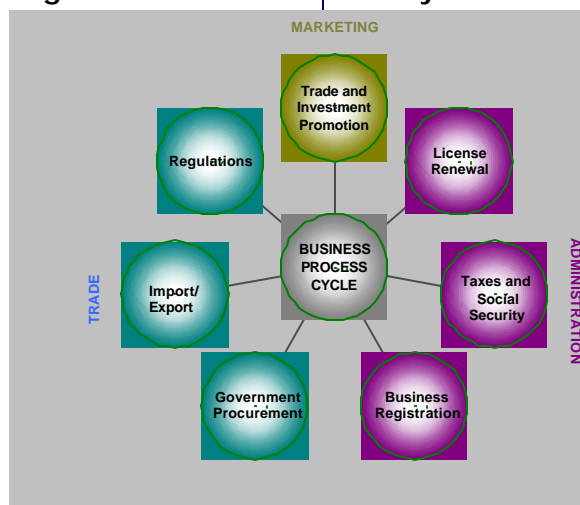 MARKETING
Trade and
Investment
Promotion
Regulations
License
Renewal
BUSINESS
PROCESS
CYCLE
TRADE
Import/
Export
Taxes and
Social
Security
ADMINISTRATION
Government
Procurement
Business
Registration